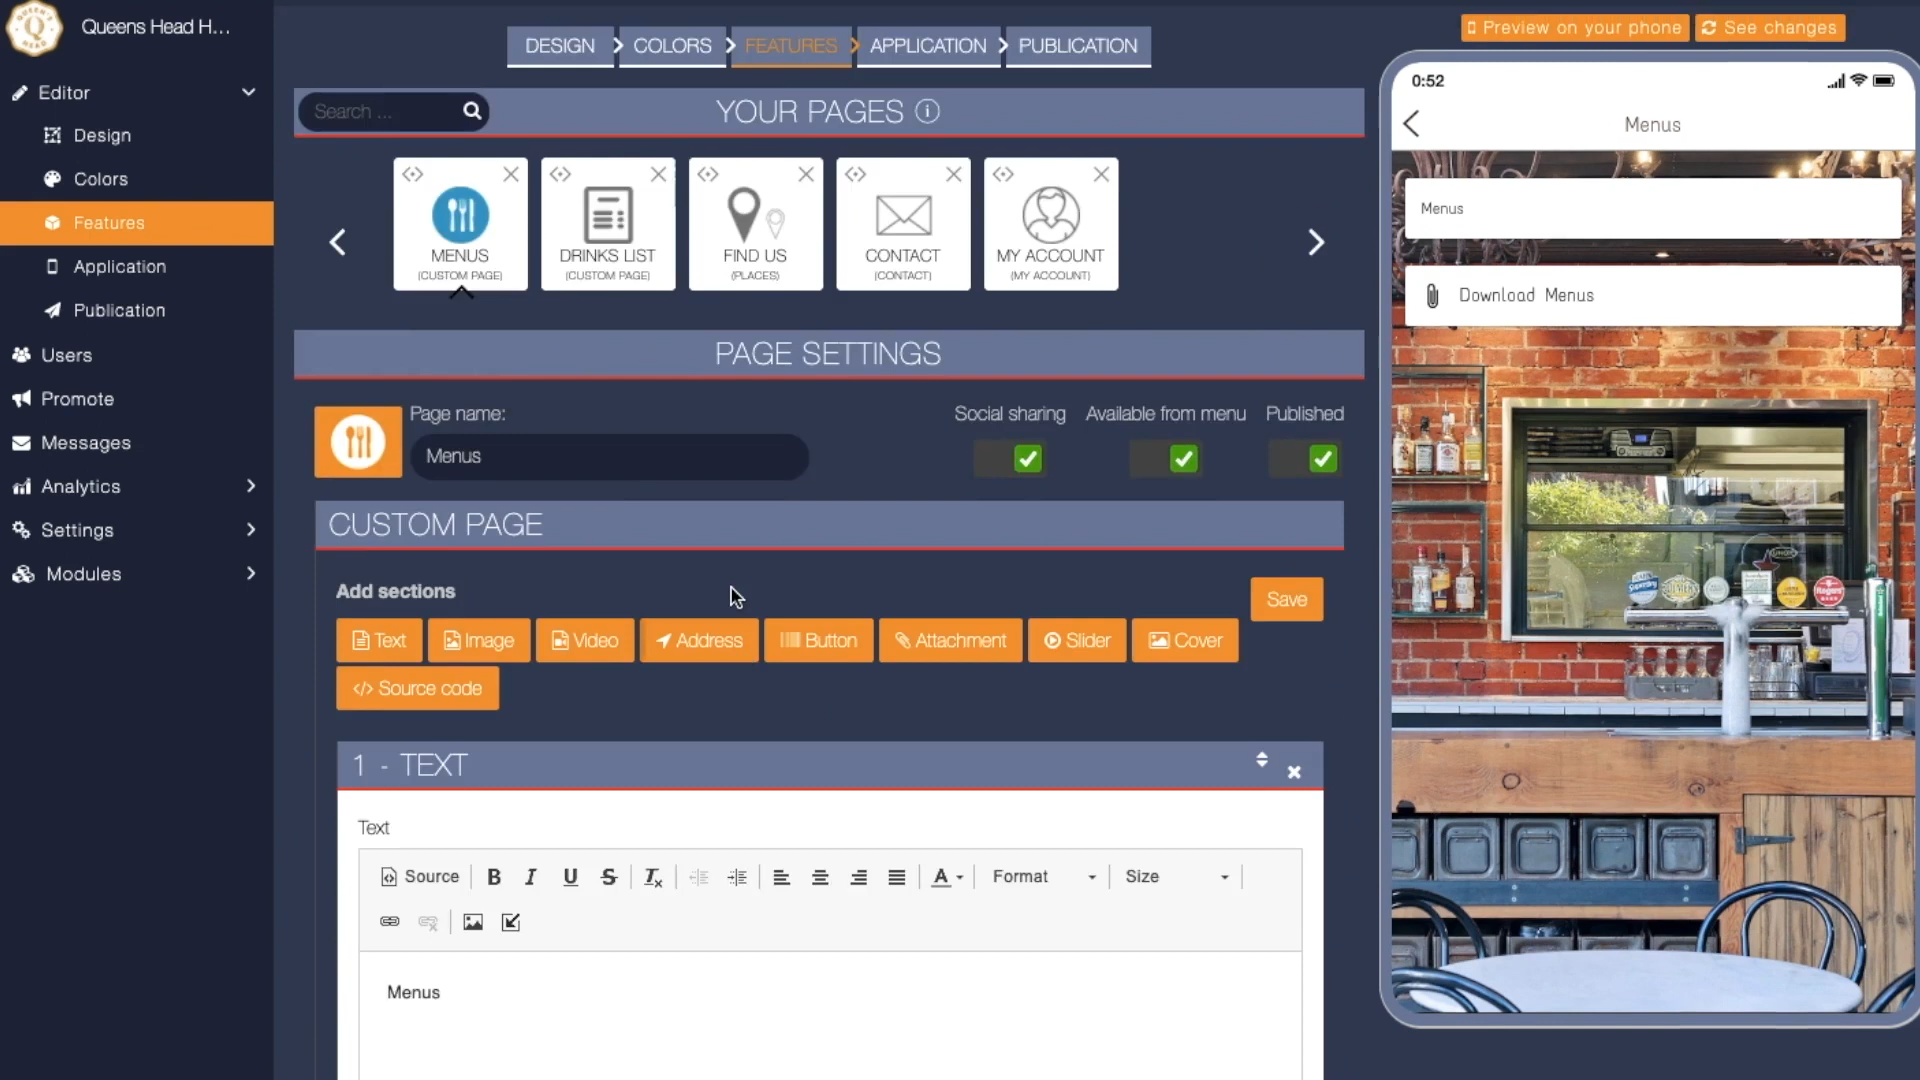 Queens Head H...
Editor
Design
Colors
Features
Application
Publication
Users
Promote
Messages
Analytics
Settings
Modules
DESIGN
COLORS
FEATURES
APPLICATION
PUBLICATION
Search ...
YOUR PAGES
MENUS
(CUSTOM PAGE)
DRINKS LIST
(CUSTOM PAGE)
FIND US
(PLACES)
CONTACT
(CONTACT)
MY ACCOUNT
(MY ACCOUNT)
PAGE SETTINGS
Page name:
Menus
Social sharing
Available from menu
Published
CUSTOM PAGE
Add sections
Save
Text
Image
Video
Address
Button
Attachment
Slider
Cover
</> Source code
1 - TEXT
Text
Source
B
I
U
S
Tx
A
Format
Size
Menus
Preview on your phone
See changes
0:52
Menus
Menus
Download Menus